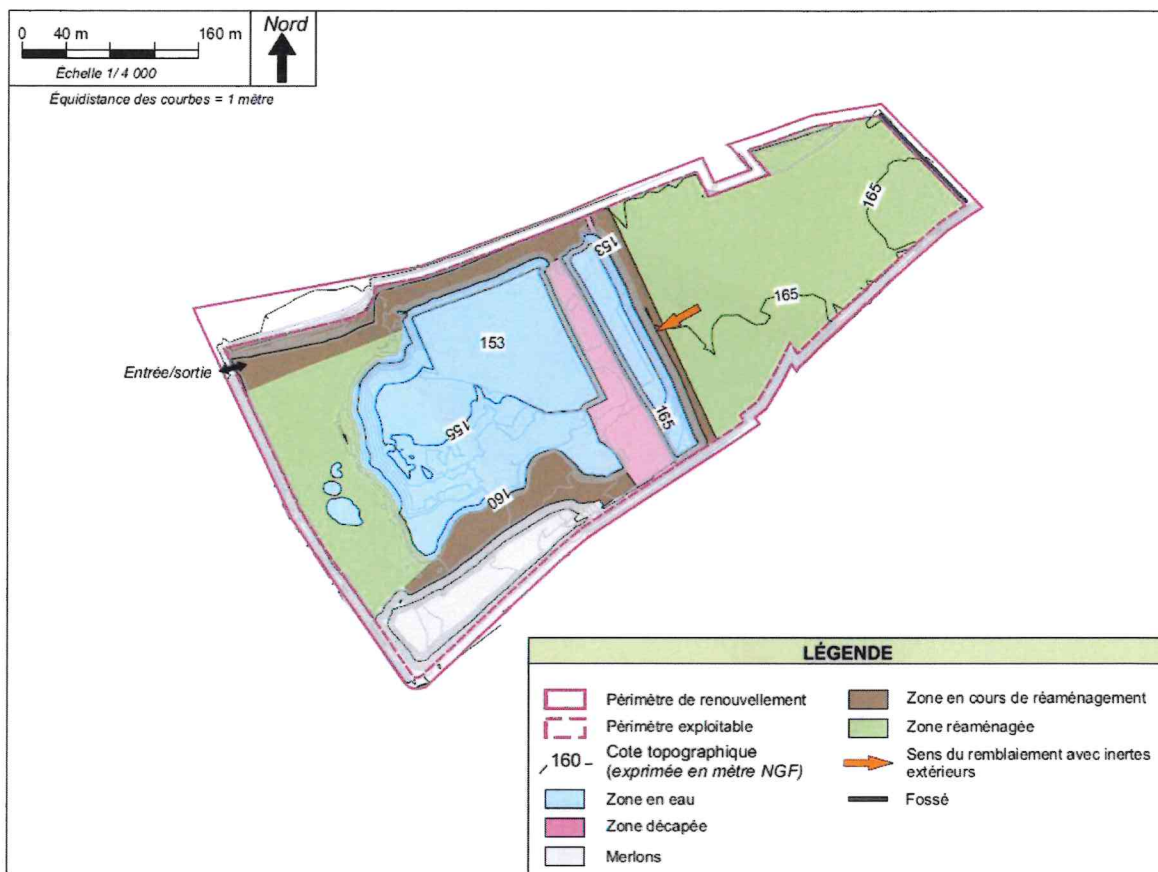 0 40 m 160 m
Échelle 1/ 4 000
Nord
Équidistance des courbes = 1 mètre
165
153
165
153
Entrée/sortie
155
165
160
LÉGENDE
Périmètre de renouvellement
Périmètre exploitable
160
Cote topographique
(exprimée en mètre NGF)
Zone en eau
Zone décapée
Merlons
Zone en cours de réaménagement
Zone réaménagée
Sens du remblaiement avec inertes
extérieurs
Fossé